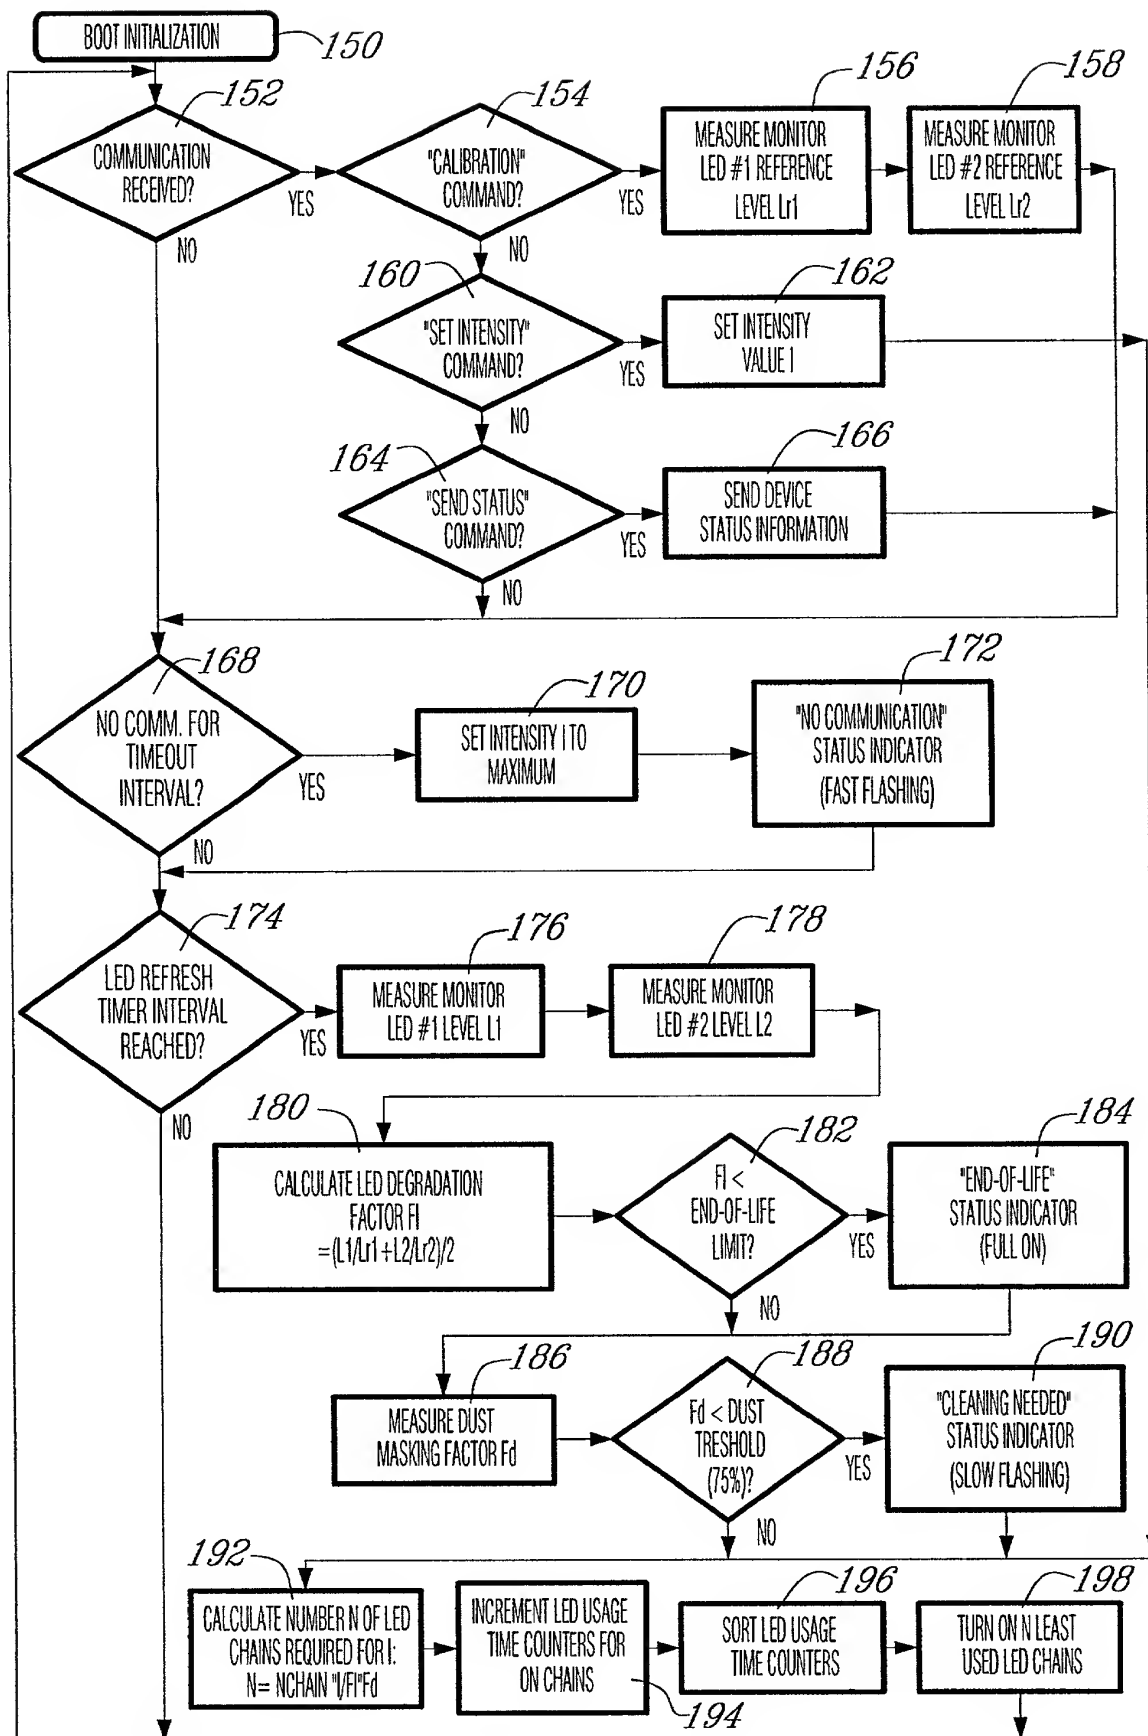 BOOT INITIALIZATION
150
152
COMMUNICATION
RECEIVED?
YES
NO
154
"CALIBRATION"
COMMAND?
YES
NO
156
MEASURE MONITOR
LED #1 REFERENCE
LEVEL Lr1
158
MEASURE MONITOR
LED #2 REFERENCE
LEVEL Lr2
160
"SET INTENSITY"
COMMAND?
YES
NO
162
SET INTENSITY
VALUE I
164
"SEND STATUS"
COMMAND?
YES
NO
166
SEND DEVICE
STATUS INFORMATION
168
NO COMM. FOR
TIMEOUT
INTERVAL?
YES
NO
170
SET INTENSITY I TO
MAXIMUM
172
"NO COMMUNICATION"
STATUS INDICATOR
(FAST FLASHING)
174
LED REFRESH
TIMER INTERVAL
REACHED?
YES
NO
176
MEASURE MONITOR
LED #1 LEVEL L1
178
MEASURE MONITOR
LED #2 LEVEL L2
180
CALCULATE LED DEGRADATION
FACTOR Fl
=(L1/Lr1+L2/Lr2)/2
182
Fl <
END-OF-LIFE
LIMIT?
YES
NO
184
"END-OF-LIFE"
STATUS INDICATOR
(FULL ON)
186
MEASURE DUST
MASKING FACTOR Fd
188
Fd < DUST
TRESHOLD
(75%)?
YES
NO
190
"CLEANING NEEDED"
STATUS INDICATOR
(SLOW FLASHING)
192
CALCULATE NUMBER N OF LED
CHAINS REQUIRED FOR I:
N= NCHAIN "I/Fl"Fd
INCREMENT LED USAGE
TIME COUNTERS FOR
ON CHAINS
194
196
SORT LED USAGE
TIME COUNTERS
198
TURN ON N LEAST
USED LED CHAINS